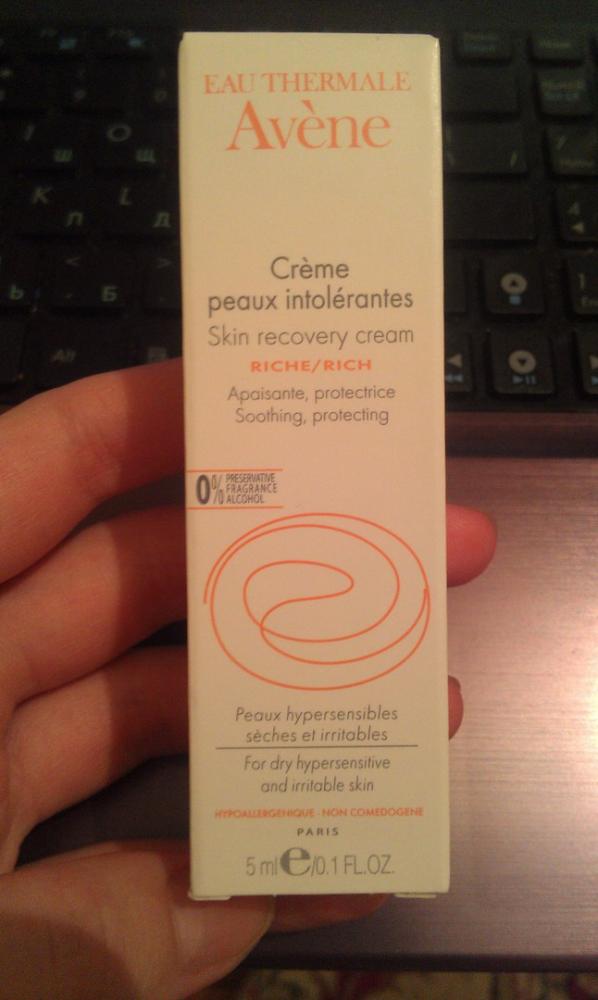 EAU THERMALE
Avène
Crème
peaux intolérantes
Skin recovery cream
RICHE/RICH
Apaisante, protectrice
Soothing, protecting
0% PRESERVATIVE
FRAGRANCE
ALCOHOL
Peaux hypersensibles
sèches et irritables
For dry hypersensitive
and irritable skin
HYPOALLERGENIQUE - NON COMEDOGENE
PARIS
5 ml e/0.1 FL.OZ.
O
Ш
Щ
K
L
Л
Д
<
>
Ь
Б
Alt